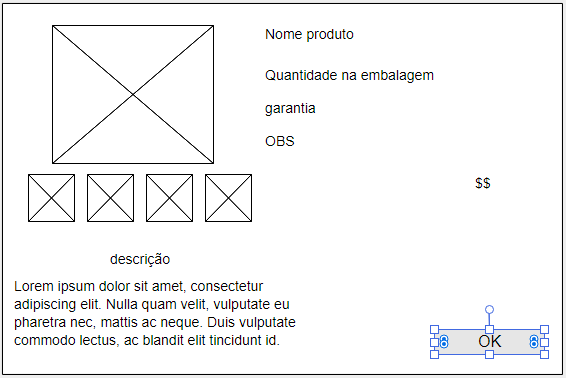 Nome produto
Quantidade na embalagem
garantia
OBS
$$
descrição
Lorem ipsum dolor sit amet, consectetur
adipiscing elit. Nulla quam velit, vulputate eu
pharetra nec, mattis ac neque. Duis vulputate
commodo lectus, ac blandit elit tincidunt id.
OK